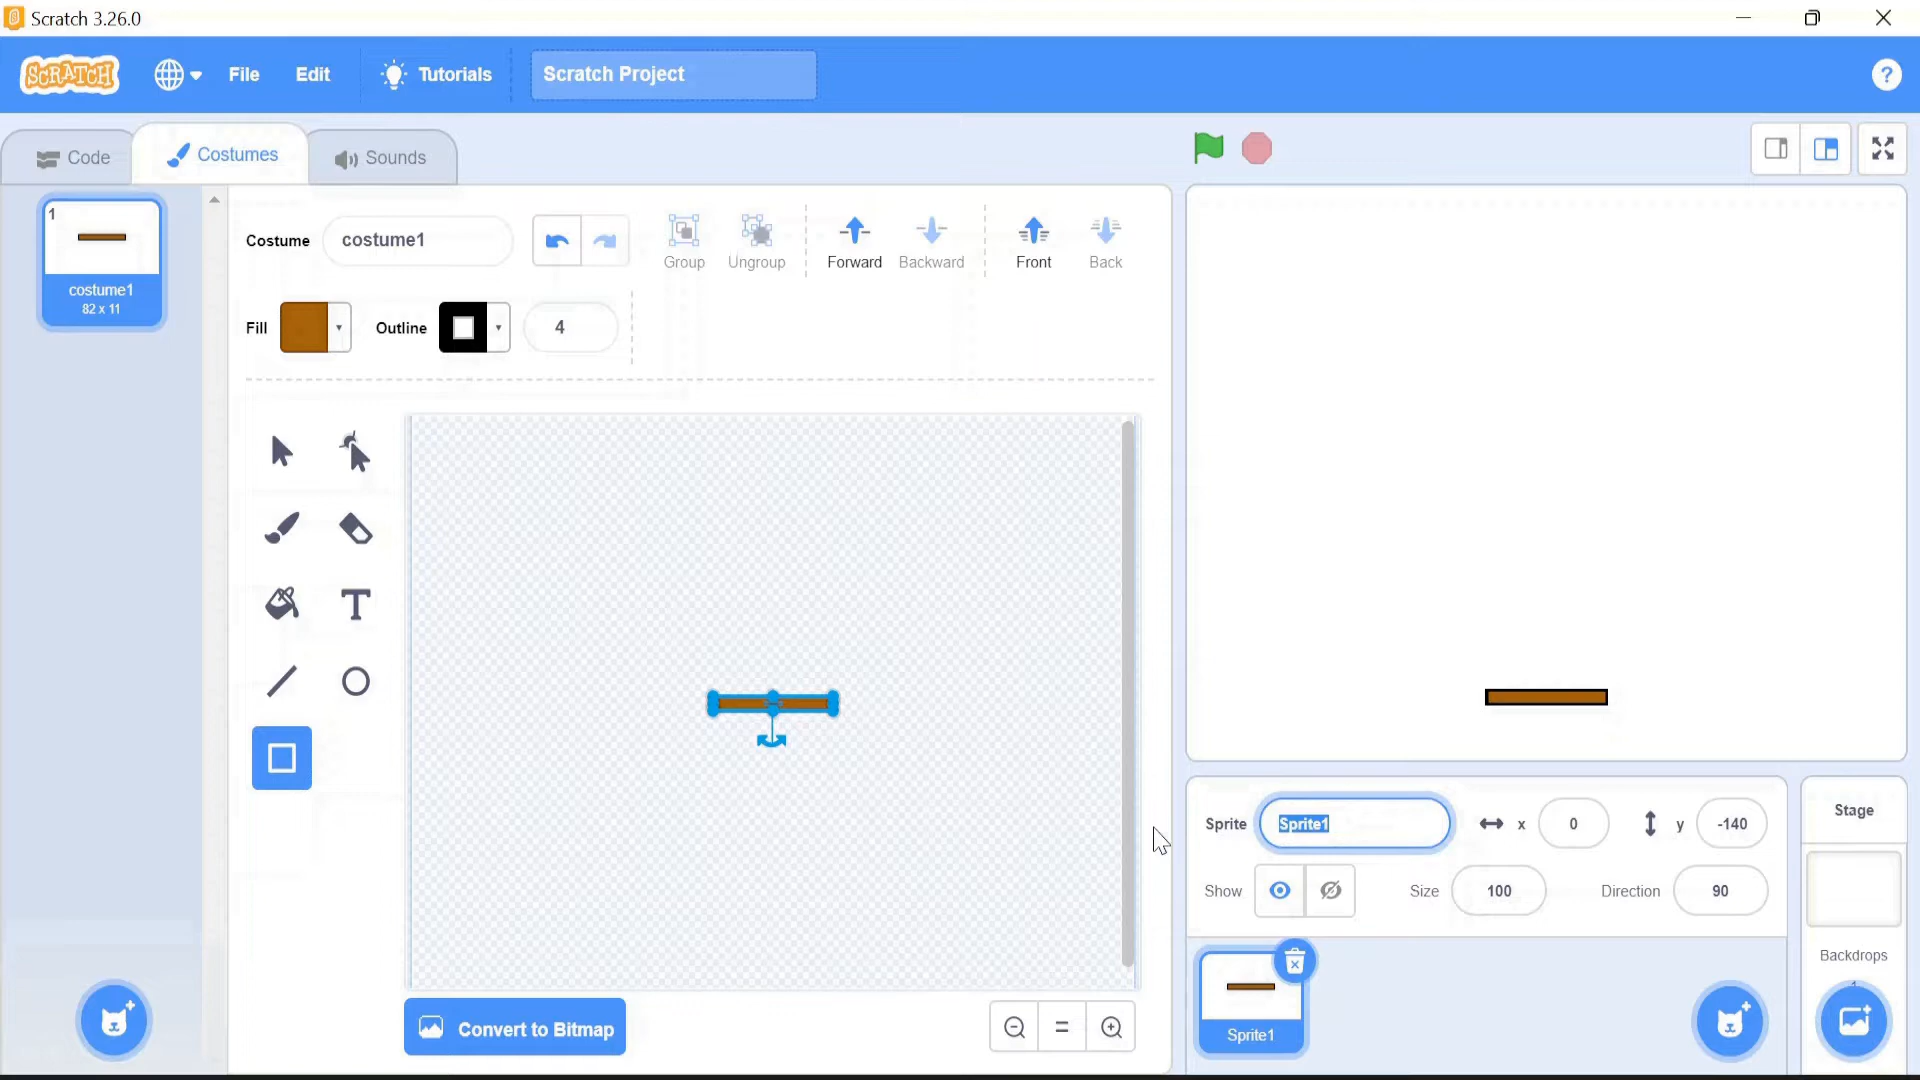 Scratch 3.26.0
SCRATCH
File
Edit
Tutorials
Scratch Project
?
Code
Costumes
Sounds
1
costume1
82 x 11
Costume
costume1
Group
Ungroup
Forward
Backward
Front
Back
Fill
Outline
4
T
Convert to Bitmap
Sprite
Sprite1
x
0
y
-140
Show
Size
100
Direction
90
Sprite1
Stage
Backdrops